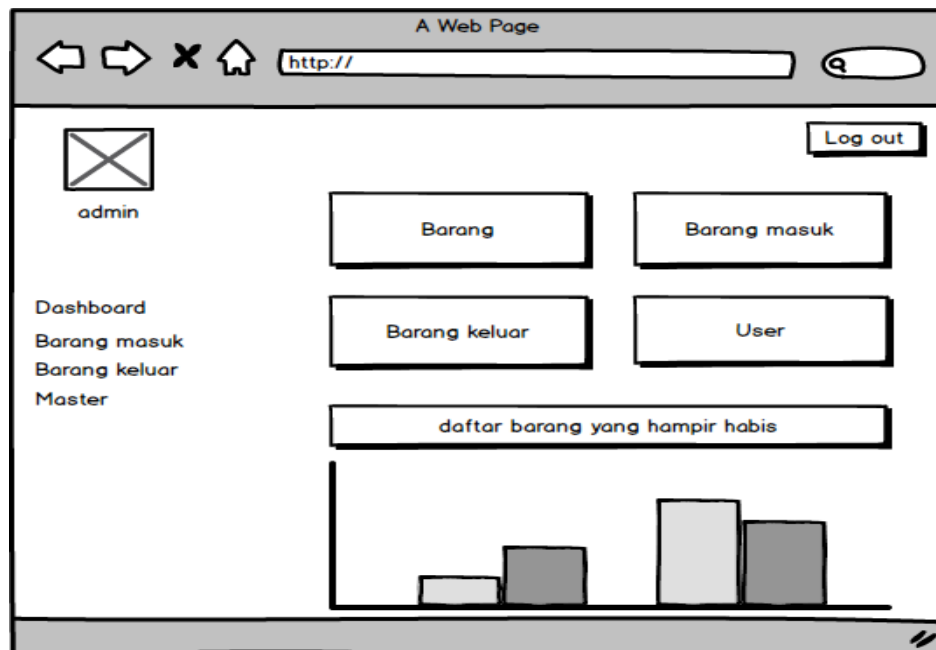 A Web Page
http://
Log out
admin
Barang
Barang masuk
Dashboard
Barang masuk
Barang keluar
Master
Barang keluar
User
daftar barang yang hampir habis